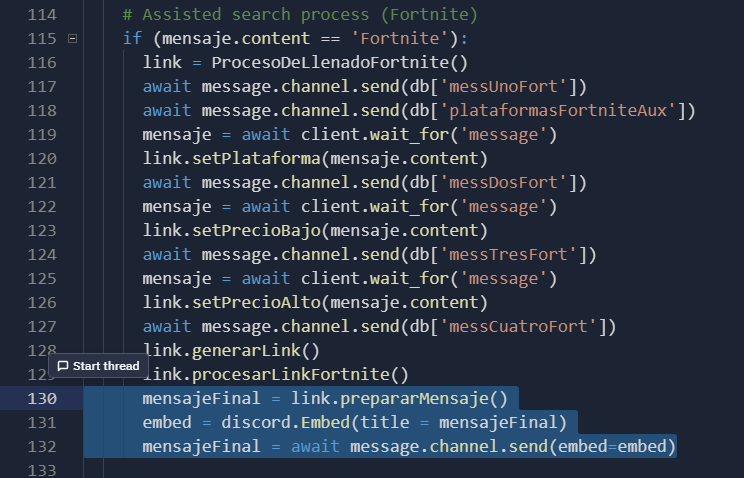 114 # Assisted search process (Fortnite)
115 if (mensaje.content == 'Fortnite'):
116 link = ProcesoDeLlenadoFortnite()
117 await message.channel.send(db['messUnoFort'])
118 await message.channel.send(db['plataformasFortniteAux'])
119 mensaje = await client.wait_for('message')
120 link.setPlataforma(mensaje.content)
121 await message.channel.send(db['messDosFort'])
122 mensaje = await client.wait_for('message')
123 link.setPrecioBajo(mensaje.content)
124 await message.channel.send(db['messTresFort'])
125 mensaje = await client.wait_for('message')
126 link.setPrecioAlto(mensaje.content)
127 await message.channel.send(db['messCuatroFort'])
128 link.generarLink()
Start thread
129 link.procesarLinkFortnite()
130 mensajeFinal = link.prepararMensaje()
131 embed = discord.Embed(title = mensajeFinal)
132 mensajeFinal = await message.channel.send(embed=embed)
133